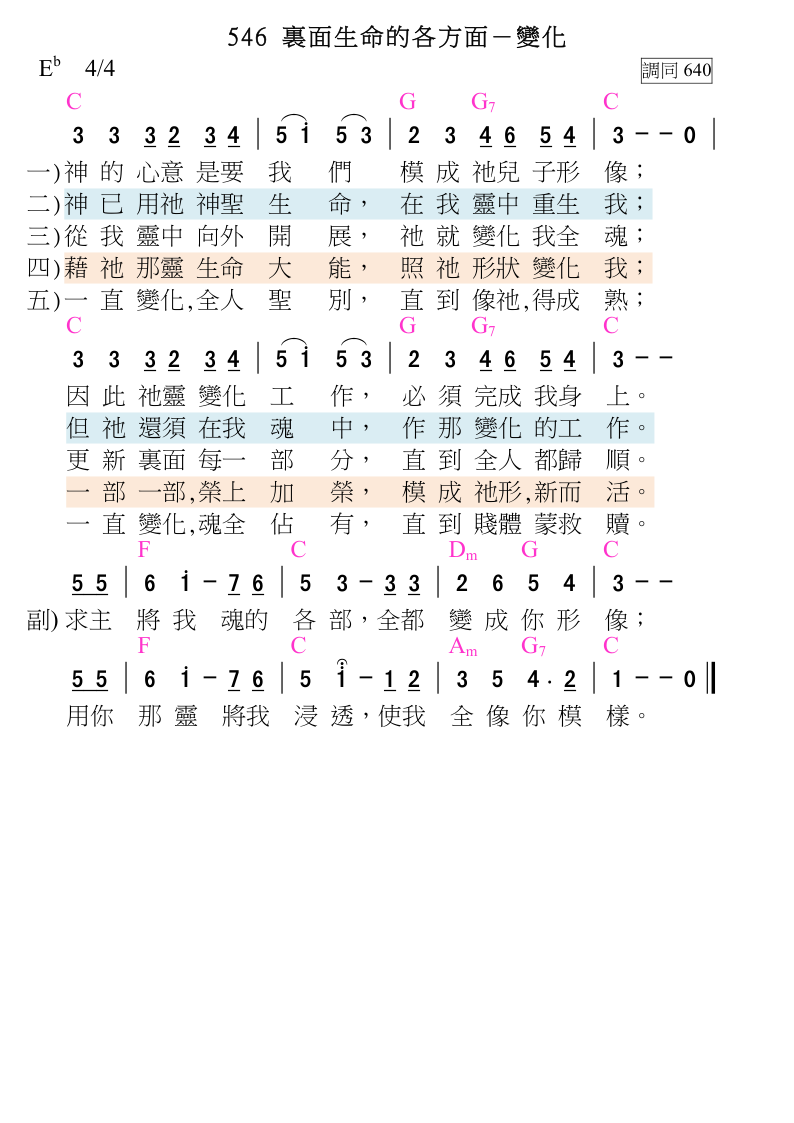 546 裏面生命的各方面－變化
E♭ 4/4 調同 640
C G G7 C
3 3 3 2 3 4 | 5 i 5 3 | 2 3 4 6 5 4 | 3 － － 0 |
一)神的心意是要我們 模成祂兒子形像；
二)神已用祂神聖生命，在我靈中重生我；
三)從我靈中向外開展，祂就變化我全魂；
四)藉祂那靈生命大能，照祂形狀變化我；
五)一直變化,全人聖別，直到像祂,得成熟；
C G G7 C
3 3 3 2 3 4 | 5 i 5 3 | 2 3 4 6 5 4 | 3 － －
因此祂靈變化工作，必須完成我身上。
但祂還須在我魂中，作那變化的工作。
更新裏面每一部分，直到全人都歸順。
一部一部,榮上加榮，模成祂形,新而活。
一直變化,魂全佔有，直到賤體蒙救贖。
F C Dm G C
5 5 | 6 i － 7 6 | 5 3 － 3 3 | 2 6 5 4 | 3 － －
副)求主將我魂的各部，全都變成你形像；
F C Am G7 C
5 5 | 6 i － 7 6 | 5 i － 1 2 | 3 5 4 . 2 | 1 － － 0 ‖
用你那靈將我浸透，使我全像你模樣。